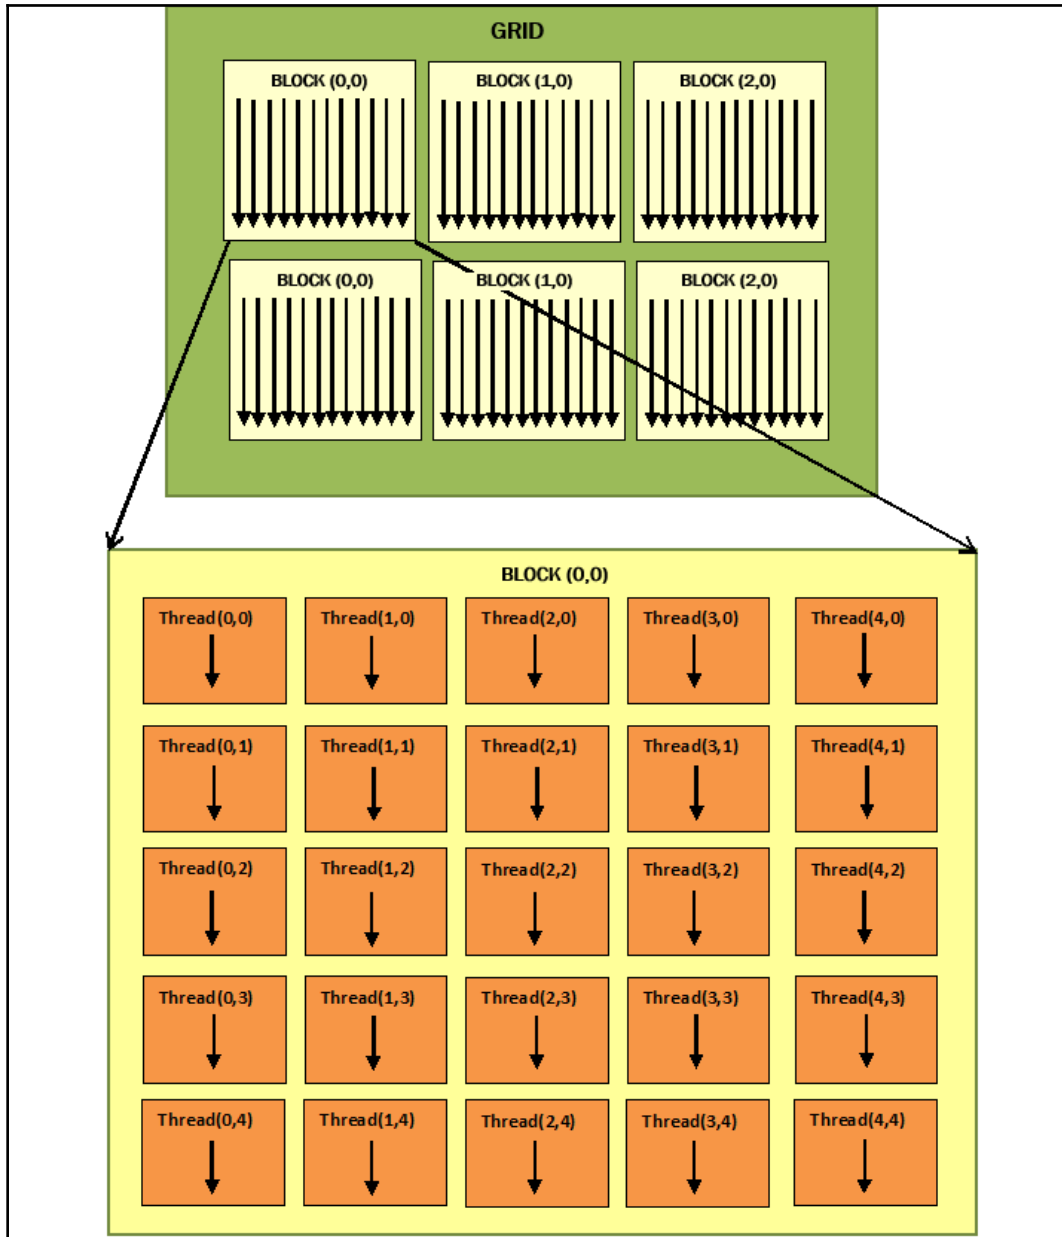 GRID
BLOCK (0,0) BLOCK (1,0) BLOCK (2,0)
BLOCK (0,0) BLOCK (1,0) BLOCK (2,0)
BLOCK (0,0)
Thread(0,0) Thread(1,0) Thread(2,0) Thread(3,0) Thread(4,0)
Thread(0,1) Thread(1,1) Thread(2,1) Thread(3,1) Thread(4,1)
Thread(0,2) Thread(1,2) Thread(2,2) Thread(3,2) Thread(4,2)
Thread(0,3) Thread(1,3) Thread(2,3) Thread(3,3) Thread(4,3)
Thread(0,4) Thread(1,4) Thread(2,4) Thread(3,4) Thread(4,4)